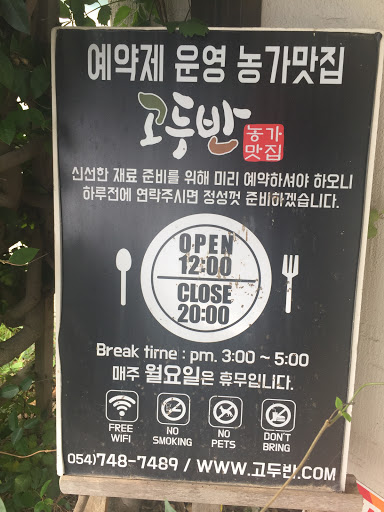 예약제 운영 농가맛집
고두반 농가
맛집
신선한 재료 준비를 위해 미리 예약하셔야 하오니
하루전에 연락주시면 정성껏 준비하겠습니다.
OPEN
12:00
CLOSE
20:00
Break time : pm. 3:00 ~ 5:00
매주 월요일은 휴무입니다.
FREE
WIFI
NO
SMOKING
NO
PETS
DON'T
BRING
054)748-7489 / WWW.고두반.COM